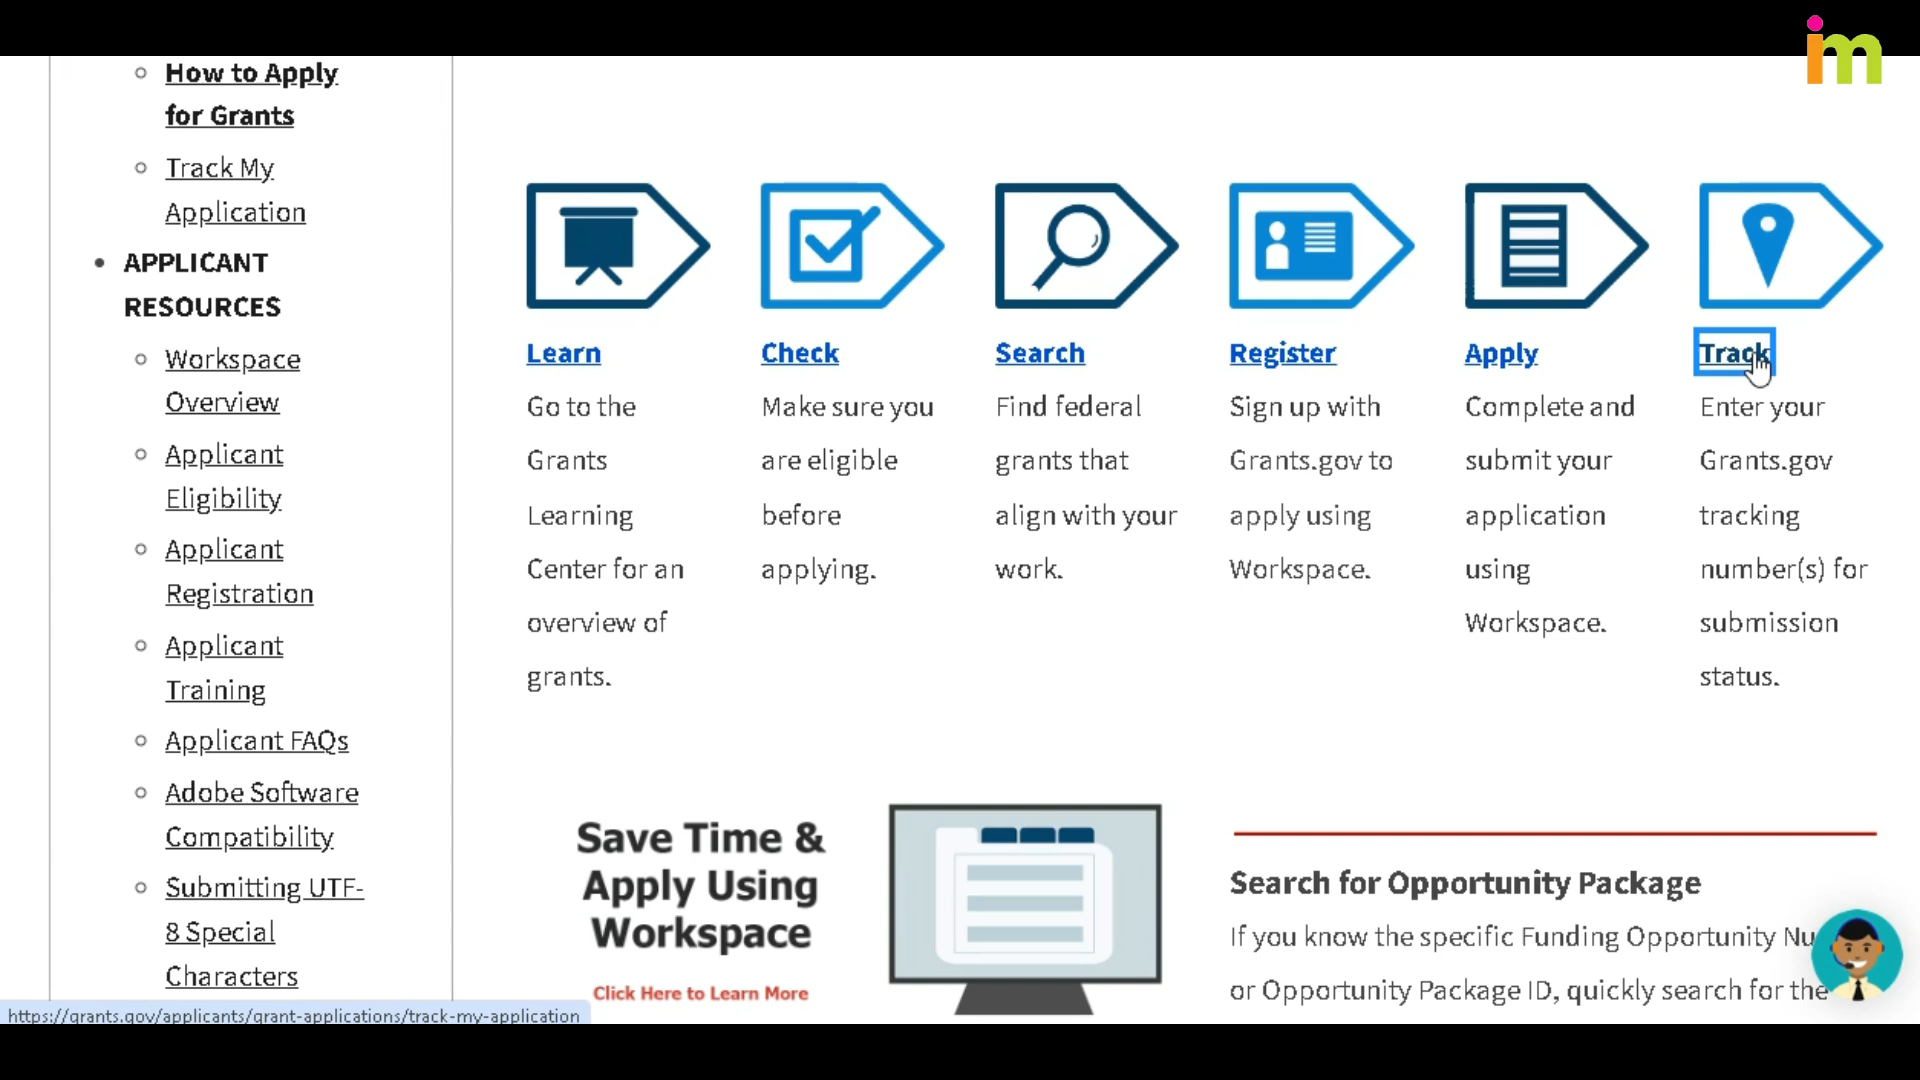 im
How to Apply
for Grants
Track My
Application
APPLICANT
RESOURCES
Workspace
Overview
Applicant
Eligibility
Applicant
Registration
Applicant
Training
Applicant FAQs
Adobe Software
Compatibility
Submitting UTF-
8 Special
Characters
Learn
Go to the
Grants
Learning
Center for an
overview of
grants.
Check
Make sure you
are eligible
before
applying.
Search
Find federal
grants that
align with your
work.
Register
Sign up with
Grants.gov to
apply using
Workspace.
Apply
Complete and
submit your
application
using
Workspace.
Track
Enter your
Grants.gov
tracking
number(s) for
submission
status.
Save Time &
Apply Using
Workspace
Click Here to Learn More
Search for Opportunity Package
If you know the specific Funding Opportunity Nu
or Opportunity Package ID, quickly search for the
https://grants.gov/applicants/grant-applications/track-my-application